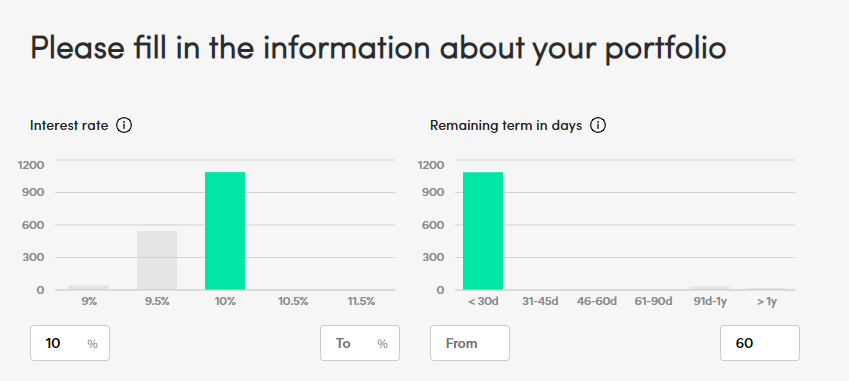 Please fill in the information about your portfolio
Interest rate
Remaining term in days
1200
900
600
300
0
9%
9.5%
10%
10.5%
11.5%
1200
900
600
300
0
< 30d
31-45d
46-60d
61-90d
91d-1y
> 1y
10 %
To %
From
60